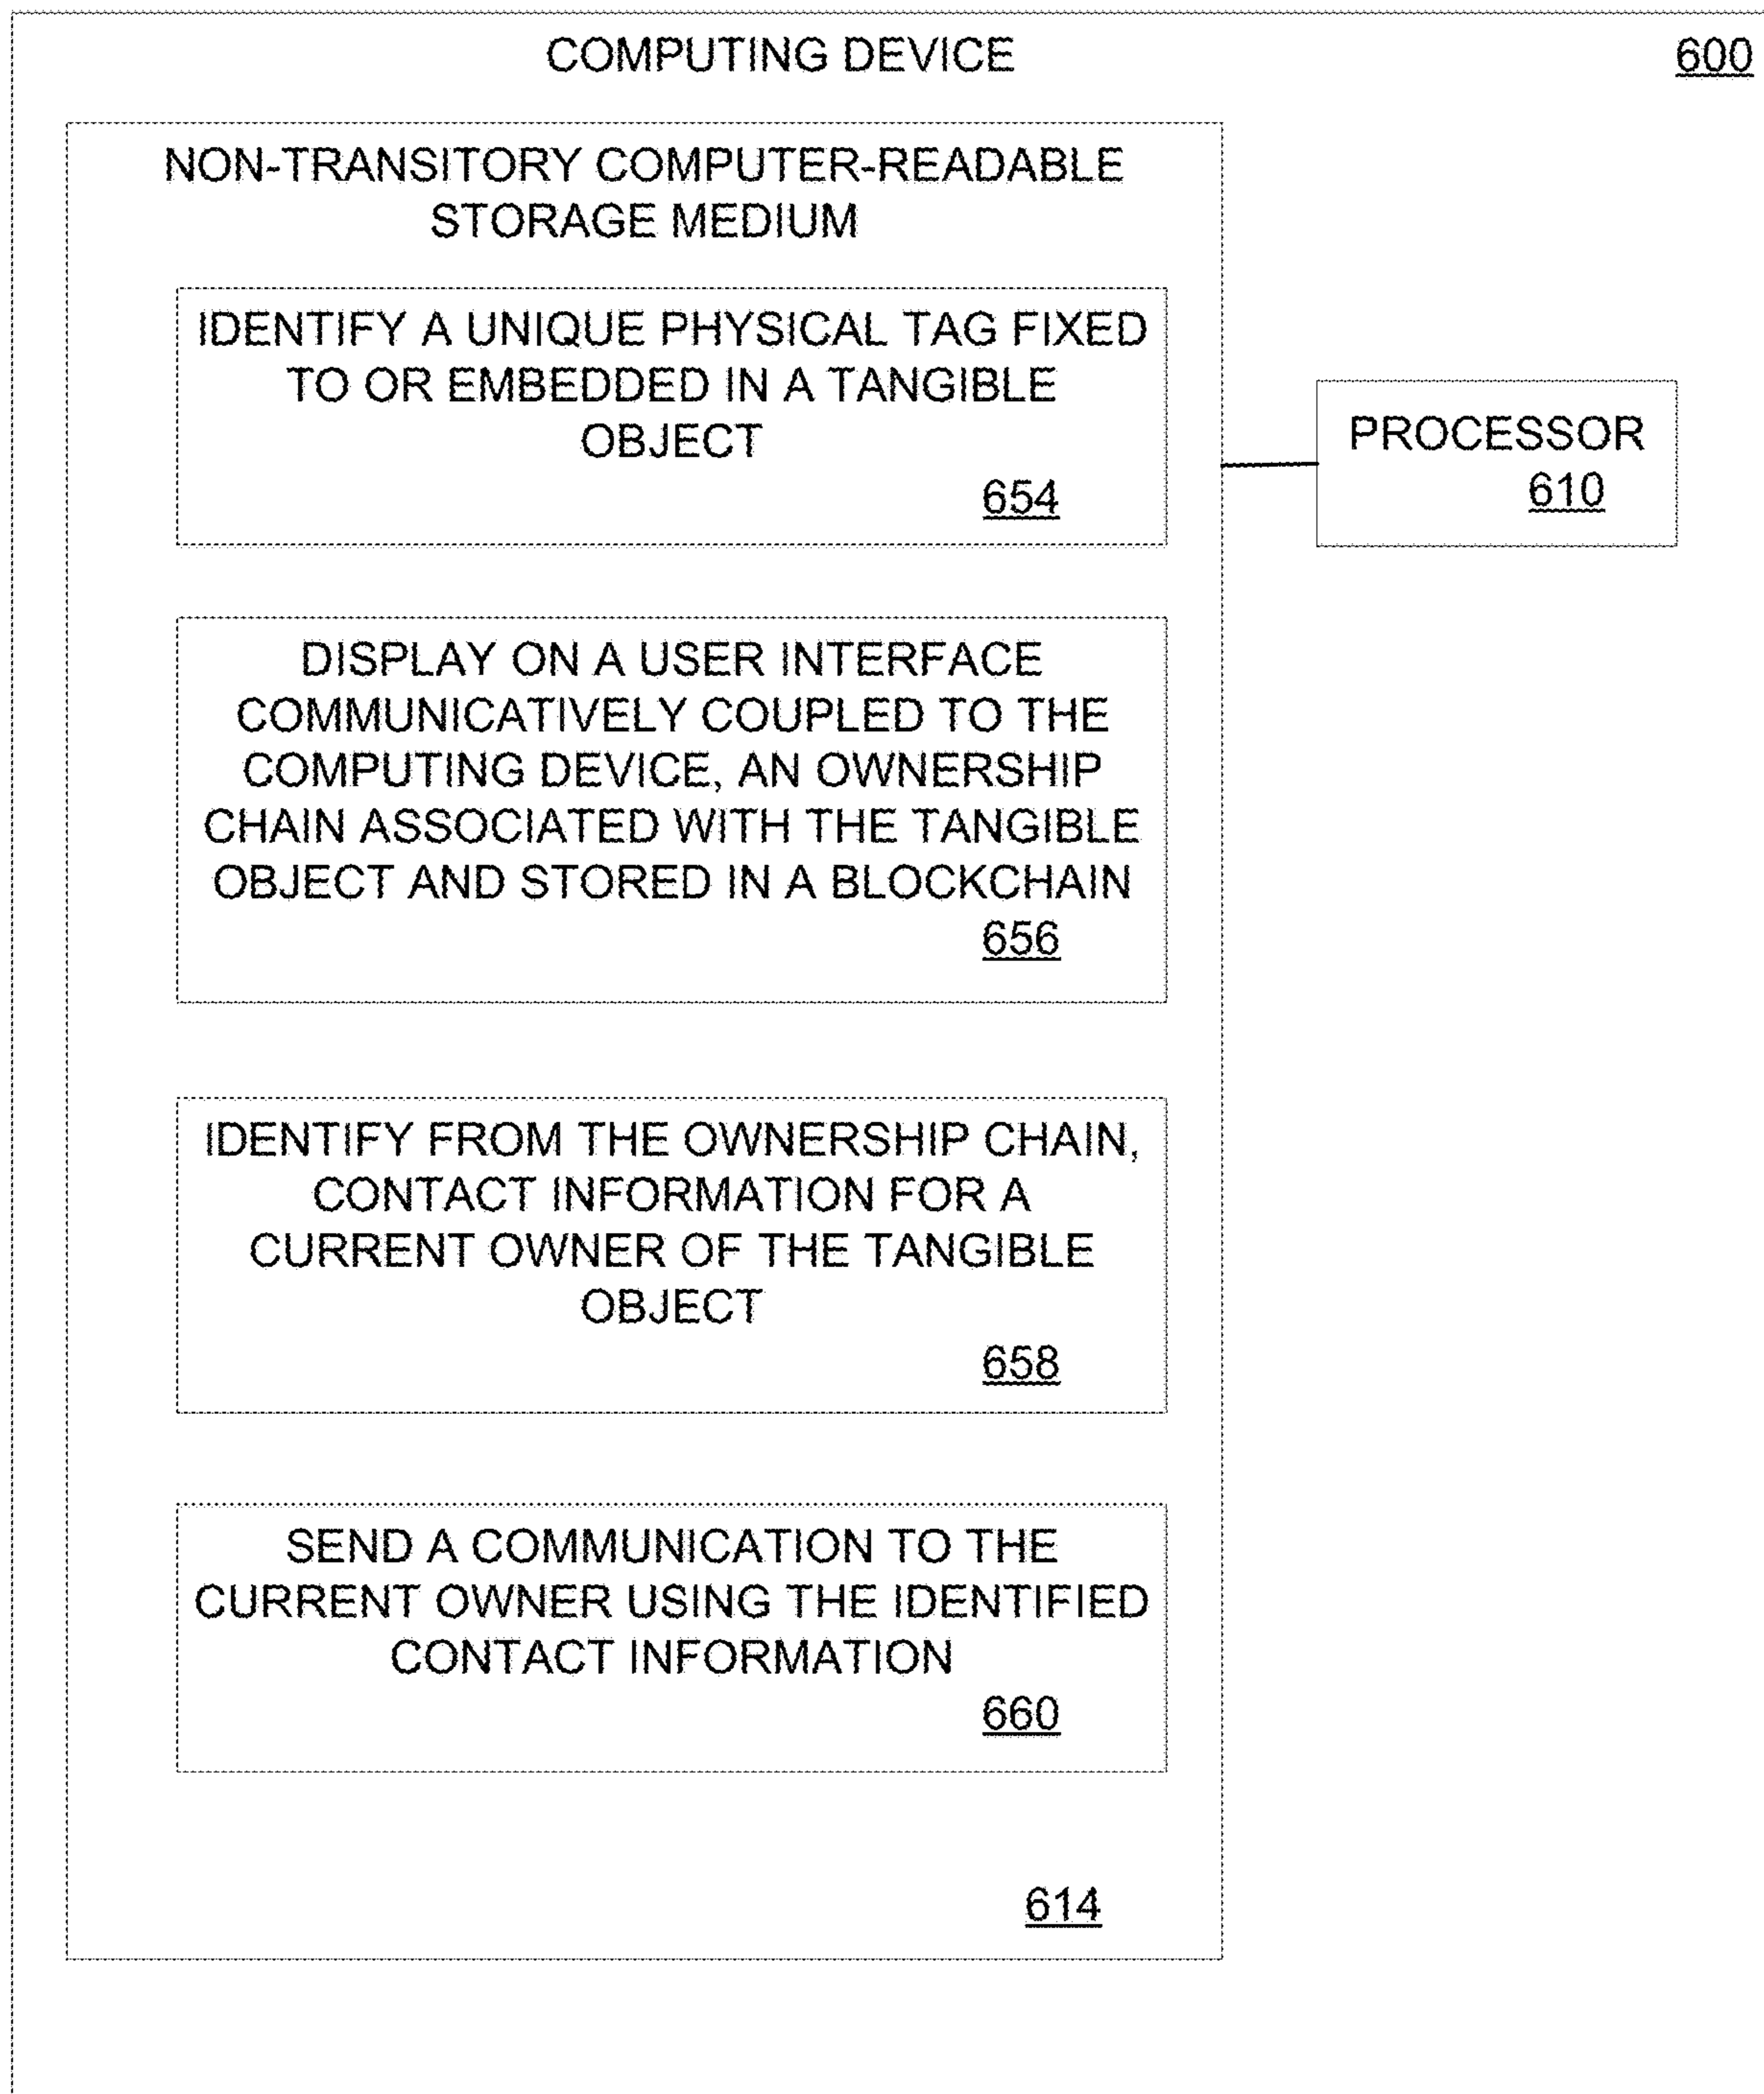 COMPUTING DEVICE
600
NON-TRANSITORY COMPUTER-READABLE
STORAGE MEDIUM
IDENTIFY A UNIQUE PHYSICAL TAG FIXED
TO OR EMBEDDED IN A TANGIBLE
OBJECT
654
PROCESSOR
610
DISPLAY ON A USER INTERFACE
COMMUNICATIVELY COUPLED TO THE
COMPUTING DEVICE, AN OWNERSHIP
CHAIN ASSOCIATED WITH THE TANGIBLE
OBJECT AND STORED IN A BLOCKCHAIN
656
IDENTIFY FROM THE OWNERSHIP CHAIN,
CONTACT INFORMATION FOR A
CURRENT OWNER OF THE TANGIBLE
OBJECT
658
SEND A COMMUNICATION TO THE
CURRENT OWNER USING THE IDENTIFIED
CONTACT INFORMATION
660
614